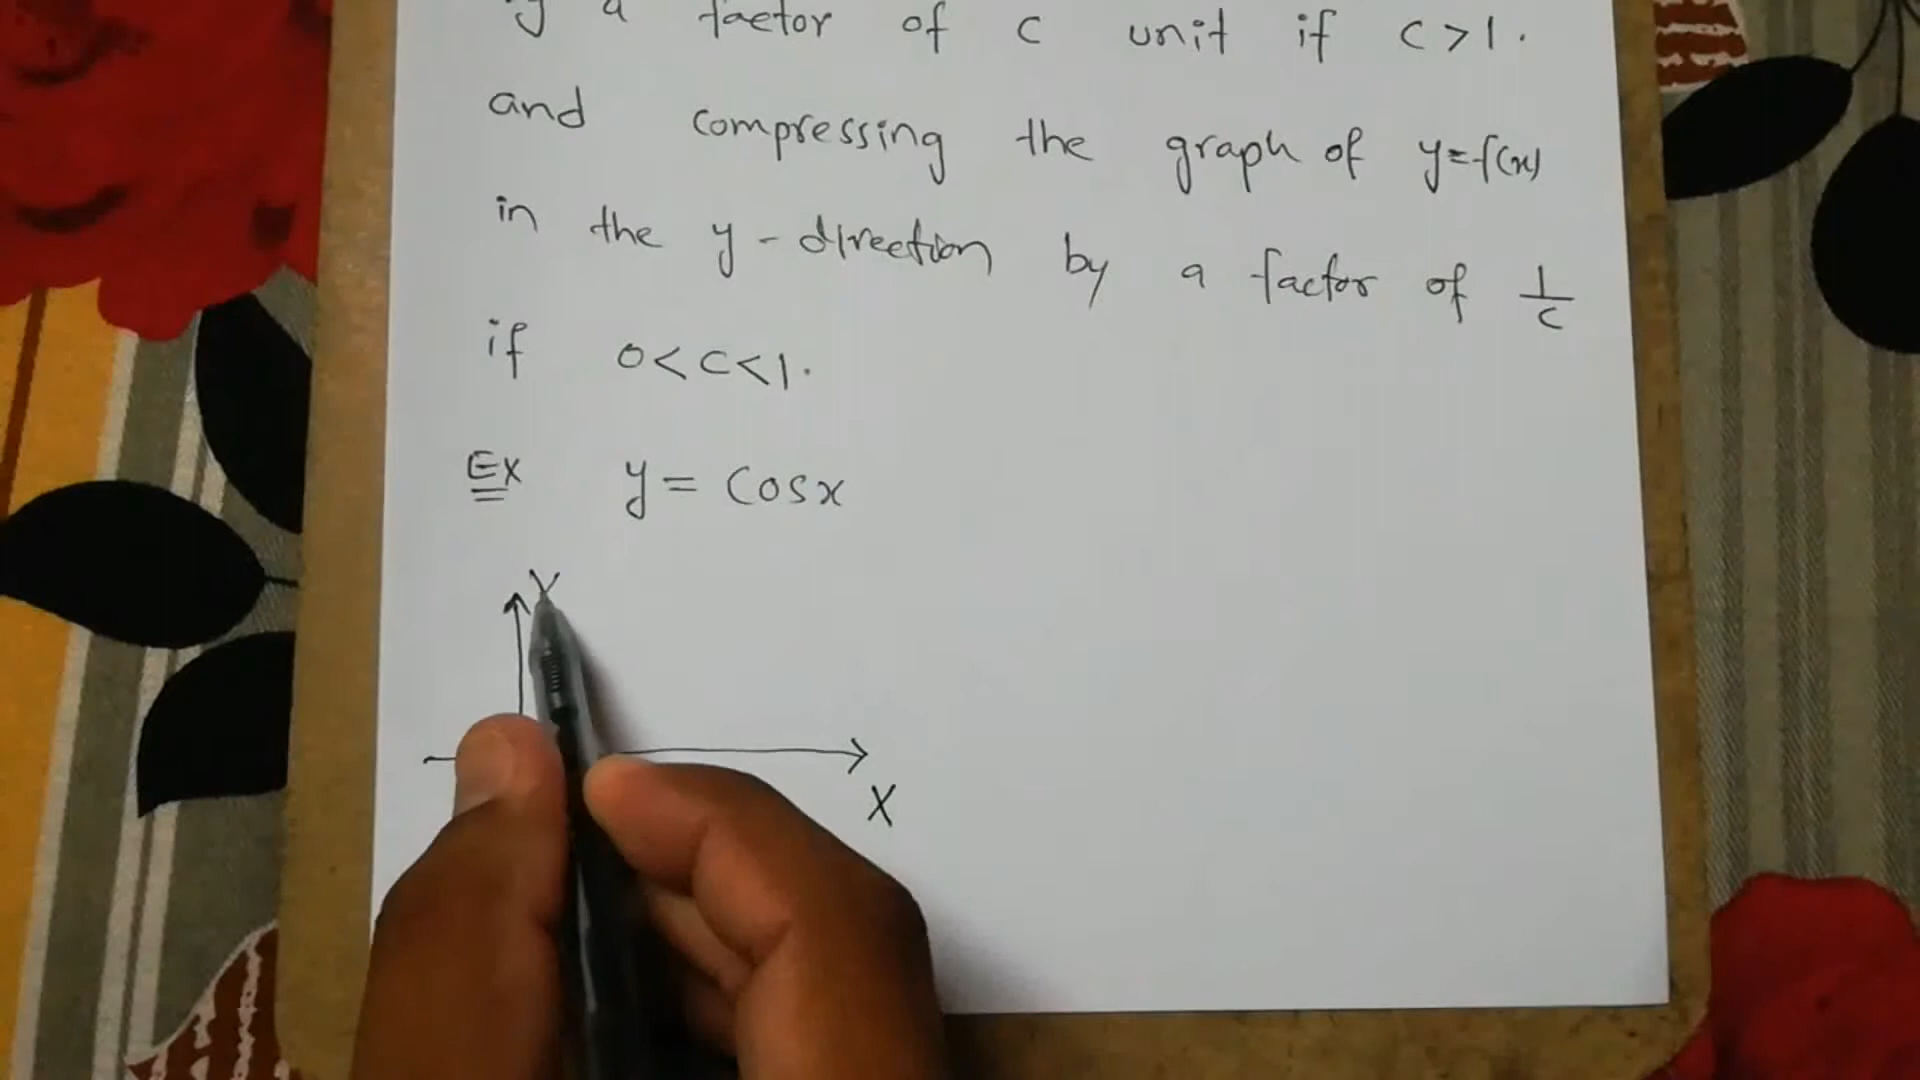 a factor of c unit if c>1.
and compressing the graph of y=f(x)
in the y-direction by a factor of 1/c
if 0<c<1.
Ex y = cosx
Y
X